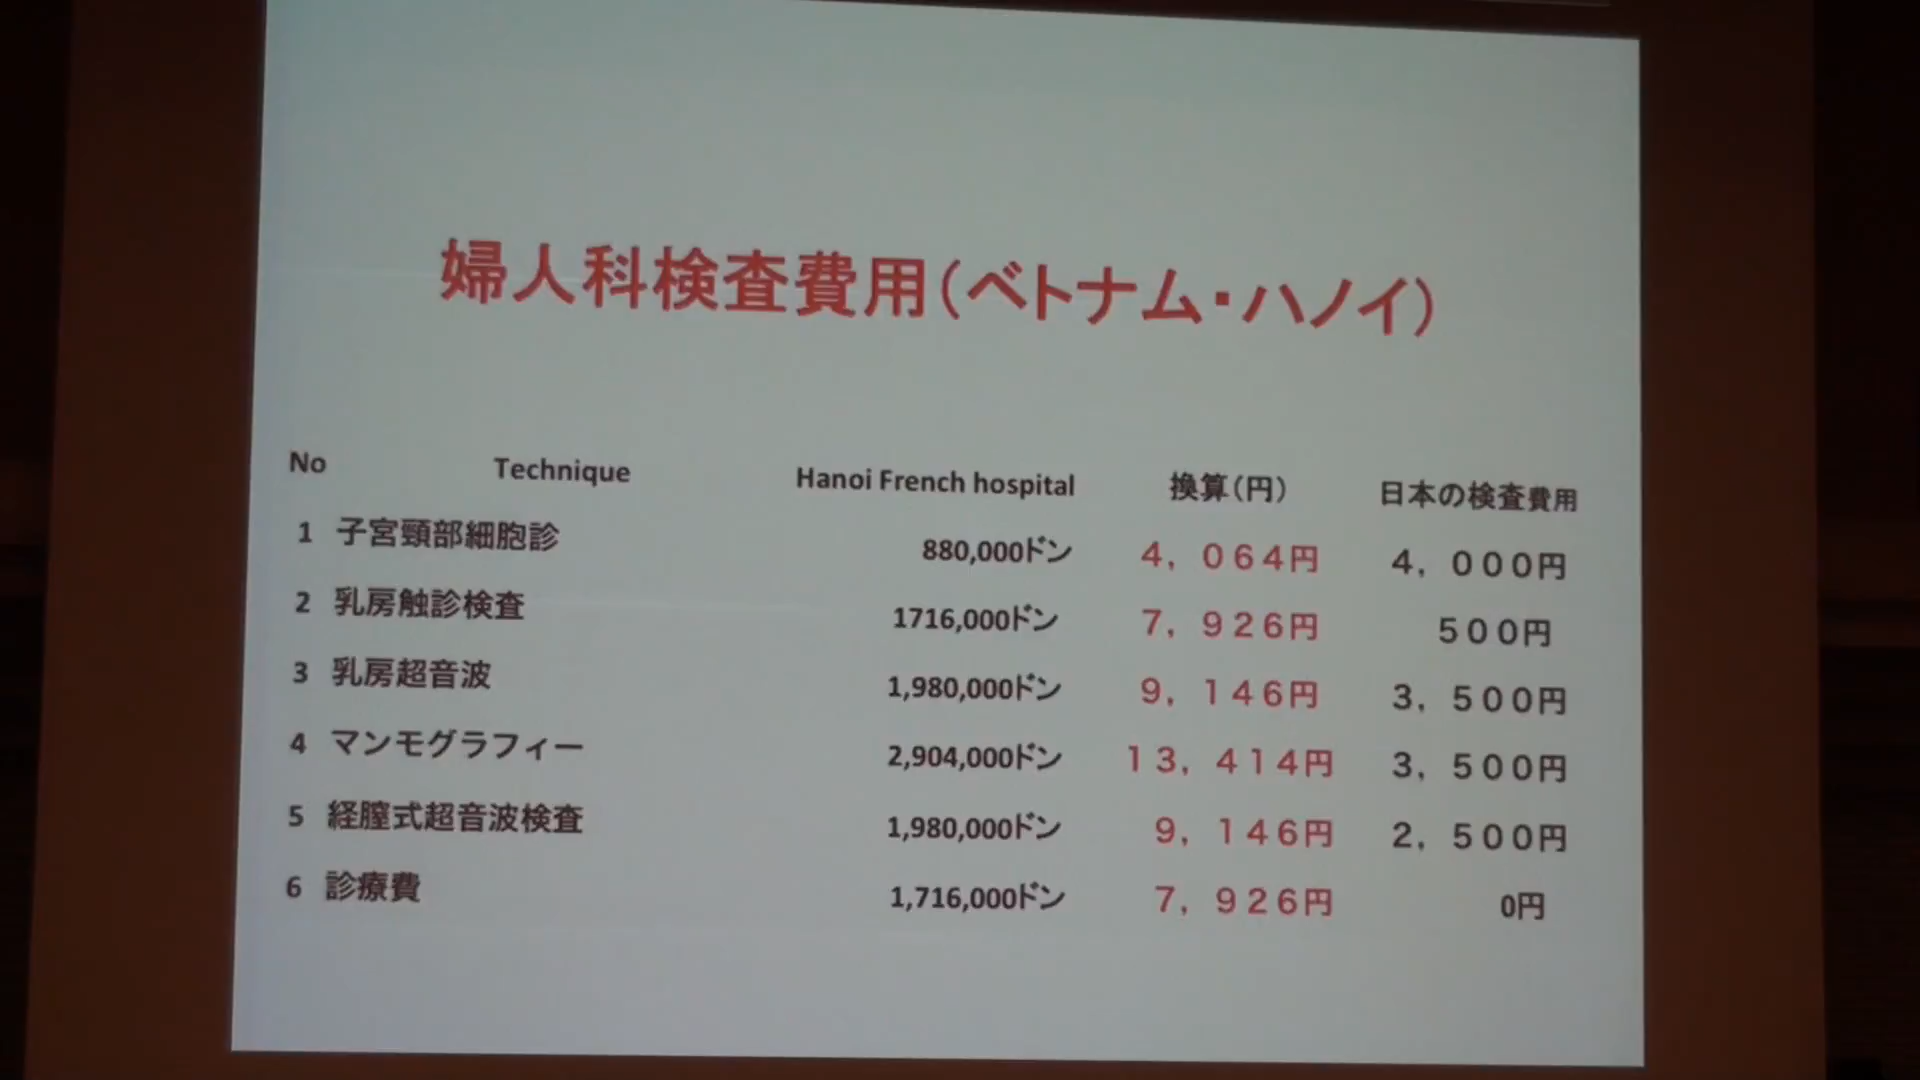 婦人科検査費用(ベトナム・ハノイ)
No Technique Hanoi French hospital 換算(円) 日本の検査費用
1 子宮頸部細胞診 880,000ドン 4,064円 4,000円
2 乳房触診検査 1716,000ドン 7,926円 500円
3 乳房超音波 1,980,000ドン 9,146円 3,500円
4 マンモグラフィー 2,904,000ドン 13,414円 3,500円
5 経膣式超音波検査 1,980,000ドン 9,146円 2,500円
6 診療費 1,716,000ドン 7,926円 0円